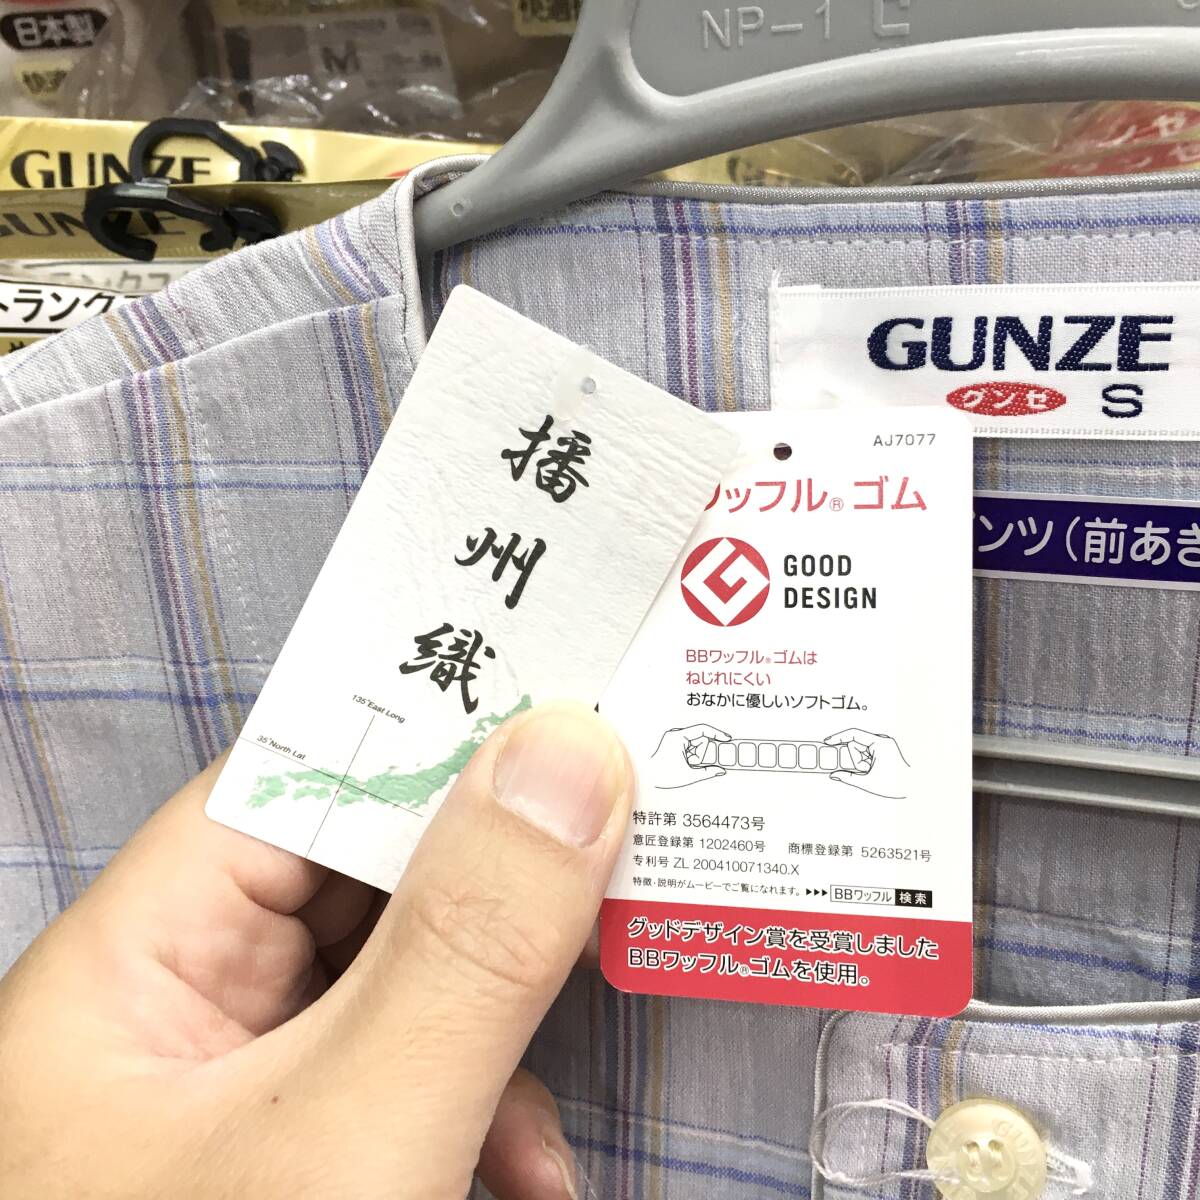 NP-1 C
日本製
M
GUNZE
GUNZE
トランクス
GUNZE
グンゼ S
播州織
135°East Long
35°North Lat
AJ7077
ワッフル®ゴム
GOOD
DESIGN
BBワッフル®ゴムは
ねじれにくい
おなかに優しいソフトゴム。
特許第 3564473号
意匠登録第 1202460号 商標登録第 5263521号
专利号 ZL 200410071340.X
特徴・説明がムービーでご覧になれます。▶▶▶ BBワッフル 検索
グッドデザイン賞を受賞しました
BBワッフル®ゴムを使用。
ンツ(前あき